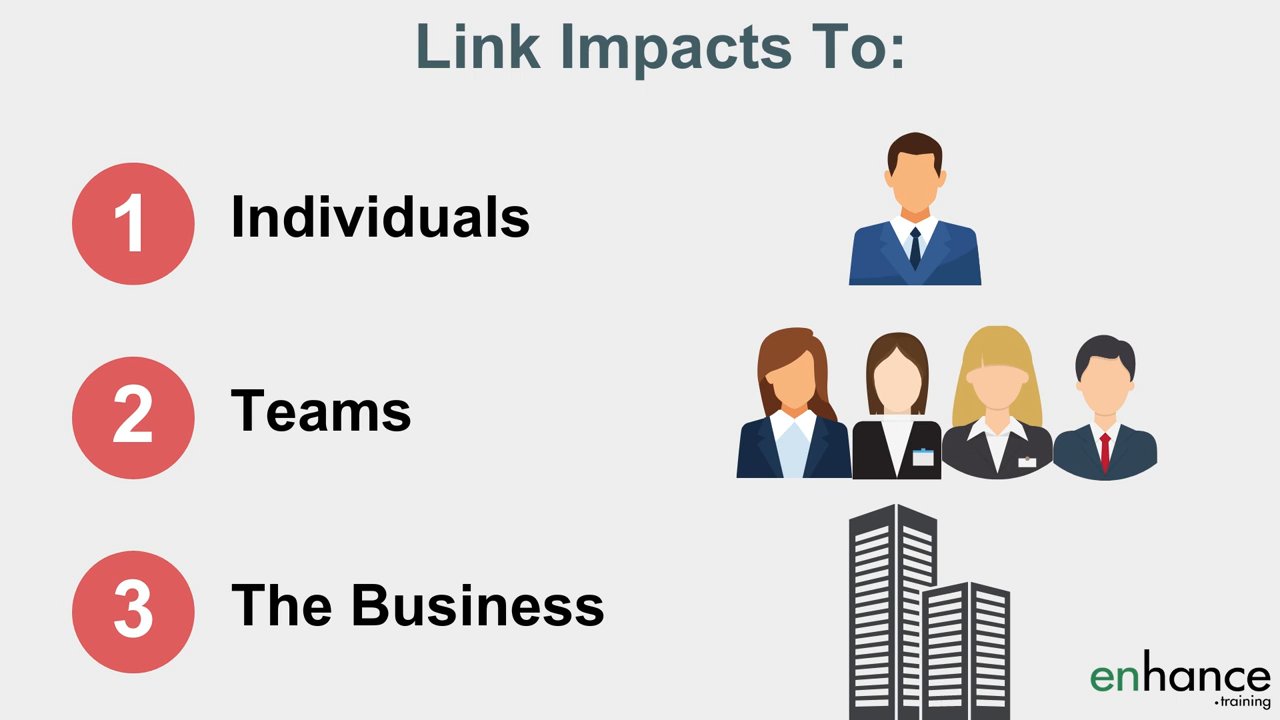 Link Impacts To:
1
Individuals
2
Teams
3
The Business
enhance
.training